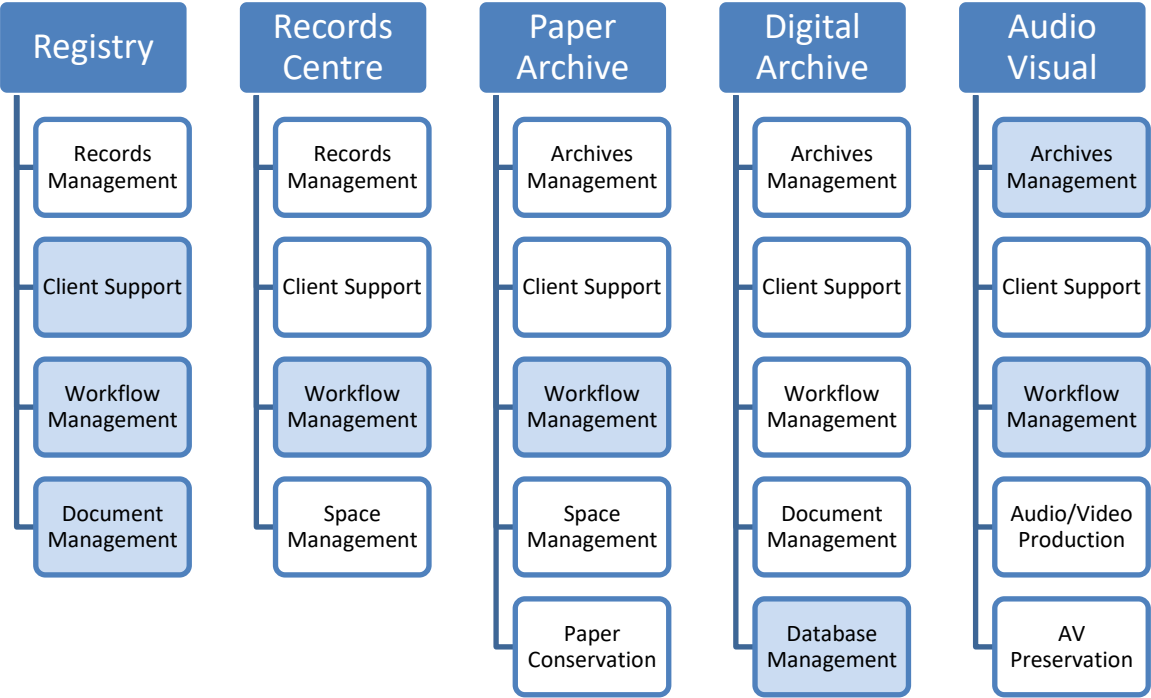 Registry
Records
Management
Client Support
Workflow
Management
Document
Management
Records
Centre
Records
Management
Client Support
Workflow
Management
Space
Management
Paper
Archive
Archives
Management
Client Support
Workflow
Management
Space
Management
Paper
Conservation
Digital
Archive
Archives
Management
Client Support
Workflow
Management
Document
Management
Database
Management
Audio
Visual
Archives
Management
Client Support
Workflow
Management
Audio/Video
Production
AV
Preservation